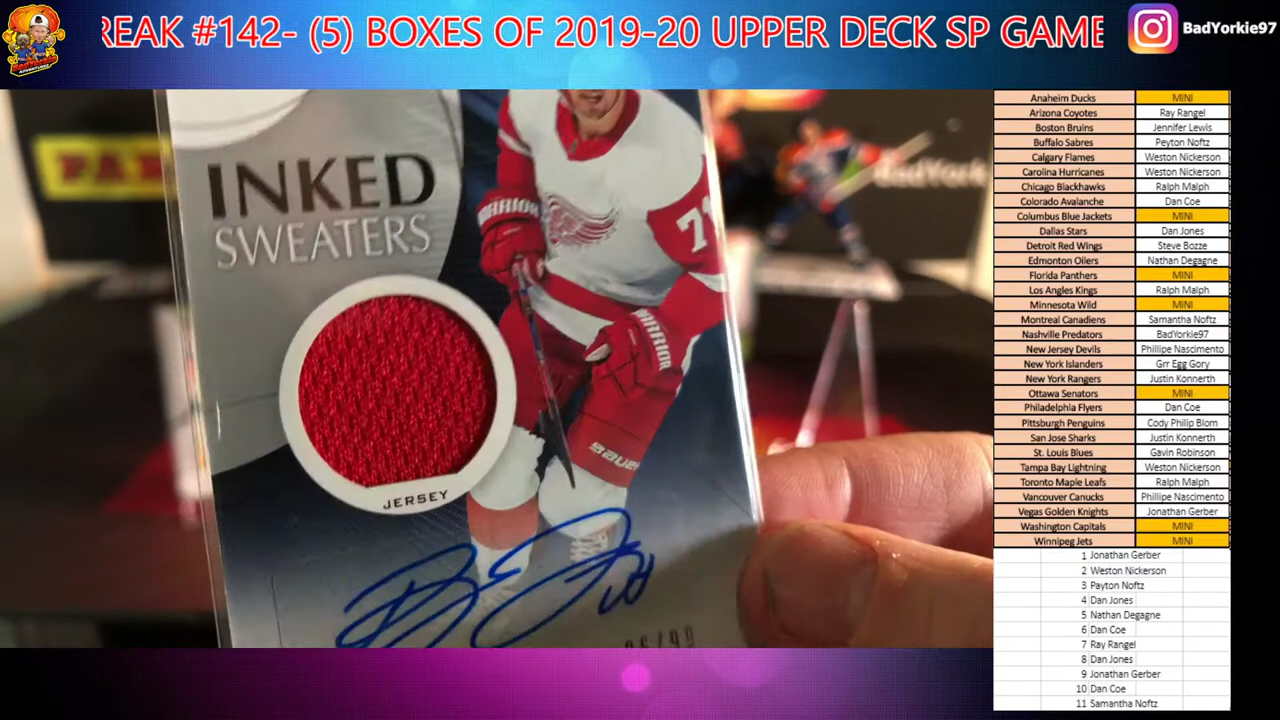 REAK #142- (5) BOXES OF 2019-20 UPPER DECK SP GAME
BadYorkie97
BadYorkie
INKED
SWEATERS
WARRIOR
71
WARRIOR
BAUER
JERSEY
Anaheim Ducks MINI
Arizona Coyotes Ray Rangel
Boston Bruins Jennifer Lewis
Buffalo Sabres Peyton Noftz
Calgary Flames Weston Nickerson
Carolina Hurricanes Weston Nickerson
Chicago Blackhawks Ralph Malph
Colorado Avalanche Dan Coe
Columbus Blue Jackets MINI
Dallas Stars Dan Jones
Detroit Red Wings Steve Bozze
Edmonton Oilers Nathan Degagne
Florida Panthers MINI
Los Angles Kings Ralph Malph
Minnesota Wild MINI
Montreal Canadiens Samantha Noftz
Nashville Predators BadYorkie97
New Jersey Devils Phillipe Nascimento
New York Islanders Grr Egg Gory
New York Rangers Justin Konnerth
Ottawa Senators MINI
Philadelphia Flyers Dan Coe
Pittsburgh Penguins Cody Philip Blom
San Jose Sharks Justin Konnerth
St. Louis Blues Gavin Robinson
Tampa Bay Lightning Weston Nickerson
Toronto Maple Leafs Ralph Malph
Vancouver Canucks Phillipe Nascimento
Vegas Golden Knights Jonathan Gerber
Washington Capitals MINI
Winnipeg Jets MINI
1 Jonathan Gerber
2 Weston Nickerson
3 Payton Noftz
4 Dan Jones
5 Nathan Degagne
6 Dan Coe
7 Ray Rangel
8 Dan Jones
9 Jonathan Gerber
10 Dan Coe
11 Samantha Noftz